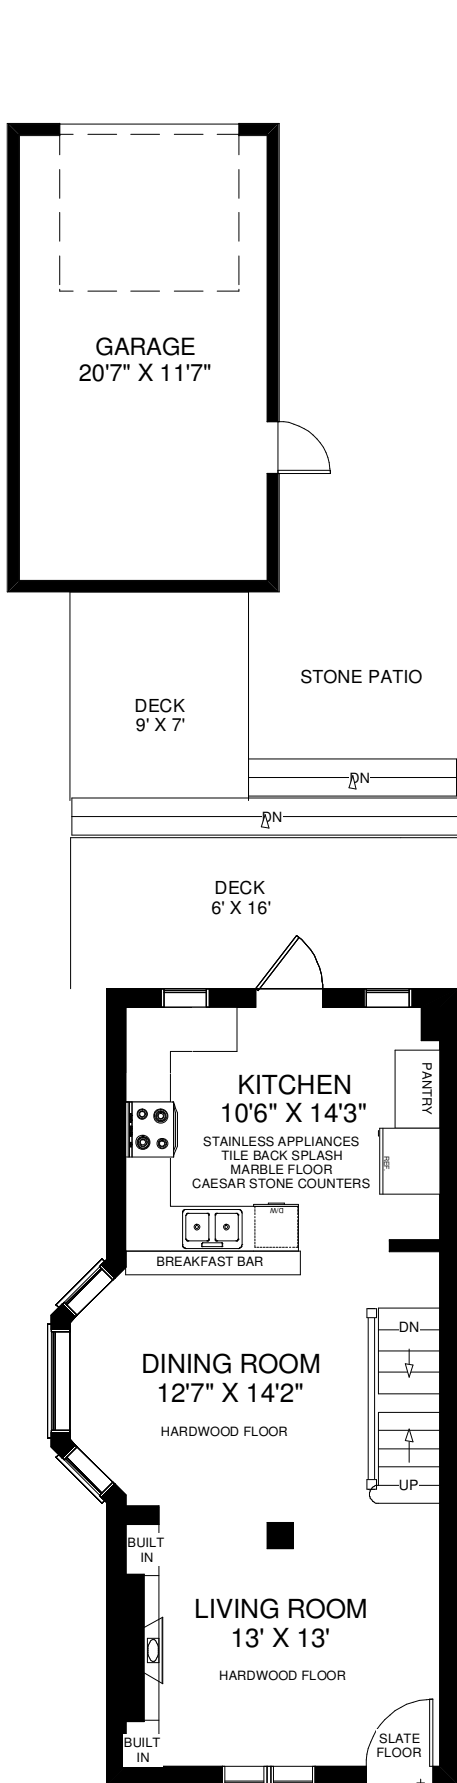 GARAGE
20'7" X 11'7"
STONE PATIO
DECK
9' X 7'
DN
DN
DECK
6' X 16'
KITCHEN
10'6" X 14'3"
STAINLESS APPLIANCES
TILE BACK SPLASH
MARBLE FLOOR
CAESAR STONE COUNTERS
PANTRY
REF.
D/W
BREAKFAST BAR
DN
DINING ROOM
12'7" X 14'2"
HARDWOOD FLOOR
UP
BUILT
IN
LIVING ROOM
13' X 13'
HARDWOOD FLOOR
SLATE
FLOOR
BUILT
IN